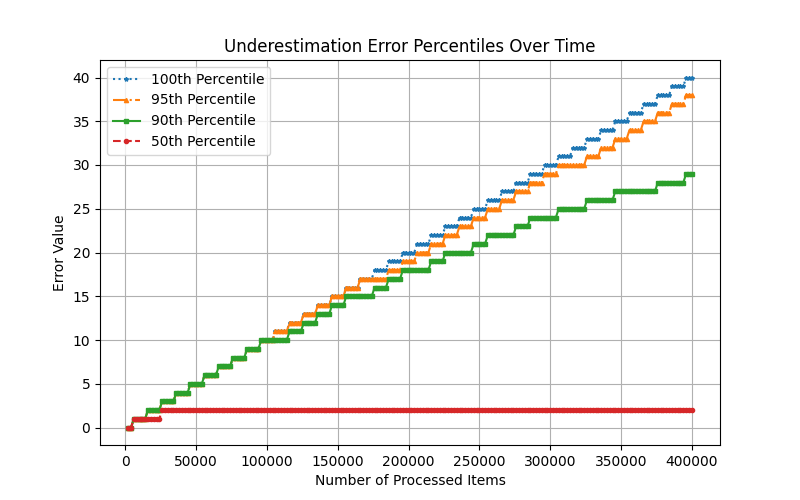 Underestimation Error Percentiles Over Time
100th Percentile
95th Percentile
90th Percentile
50th Percentile
40
35
30
25
20
15
10
5
0
Error Value
0 50000 100000 150000 200000 250000 300000 350000 400000
Number of Processed Items